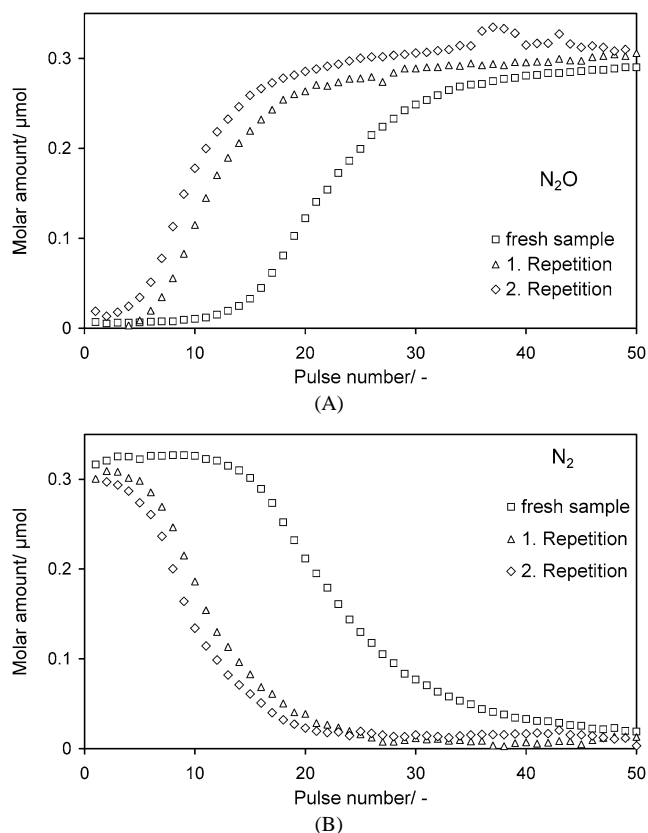 0.3
0.2
0.1
0
Molar amount/ µmol
N₂O
fresh sample
1. Repetition
2. Repetition
0 10 20 30 40 50
Pulse number/ -
(A)
0.3
0.2
0.1
0
Molar amount/ µmol
N₂
fresh sample
1. Repetition
2. Repetition
0 10 20 30 40 50
Pulse number/ -
(B)